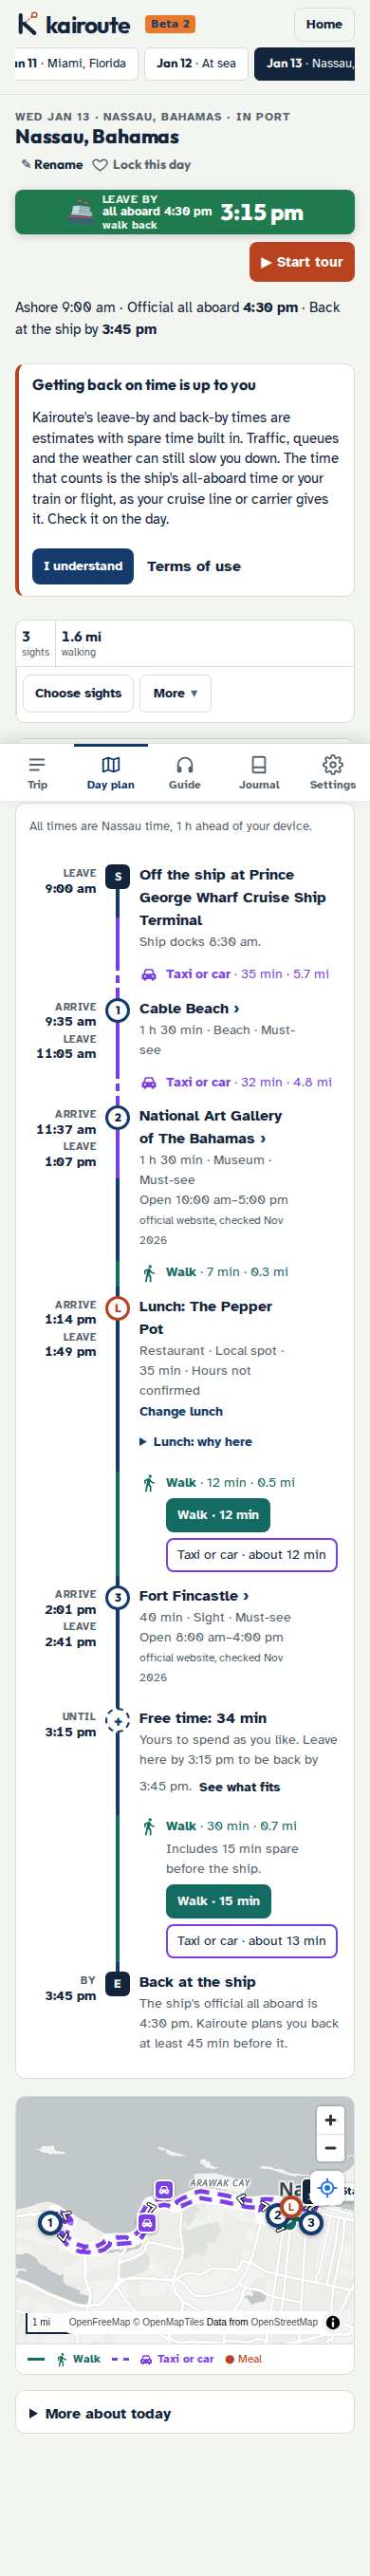 kairoute Beta 2 Home
an 11 · Miami, Florida Jan 12 · At sea Jan 13 · Nassau,
WED JAN 13 · NASSAU, BAHAMAS · IN PORT
Nassau, Bahamas
✎ Rename Lock this day
LEAVE BY
all aboard 4:30 pm
walk back
3:15 pm
▶ Start tour
Ashore 9:00 am · Official all aboard 4:30 pm · Back
at the ship by 3:45 pm
Getting back on time is up to you
Kairoute's leave-by and back-by times are
estimates with spare time built in. Traffic, queues
and the weather can still slow you down. The time
that counts is the ship's all-aboard time or your
train or flight, as your cruise line or carrier gives
it. Check it on the day.
I understand Terms of use
3
sights
1.6 mi
walking
Choose sights More ▾
Trip Day plan Guide Journal Settings
All times are Nassau time, 1 h ahead of your device.
LEAVE
9:00 am
S
Off the ship at Prince
George Wharf Cruise Ship
Terminal
Ship docks 8:30 am.
Taxi or car · 35 min · 5.7 mi
ARRIVE
9:35 am
LEAVE
11:05 am
1
Cable Beach ›
1 h 30 min · Beach · Must-
see
Taxi or car · 32 min · 4.8 mi
ARRIVE
11:37 am
LEAVE
1:07 pm
2
National Art Gallery
of The Bahamas ›
1 h 30 min · Museum ·
Must-see
Open 10:00 am–5:00 pm
official website, checked Nov
2026
Walk · 7 min · 0.3 mi
ARRIVE
1:14 pm
LEAVE
1:49 pm
L
Lunch: The Pepper
Pot
Restaurant · Local spot ·
35 min · Hours not
confirmed
Change lunch
▶ Lunch: why here
Walk · 12 min · 0.5 mi
Walk · 12 min
Taxi or car · about 12 min
ARRIVE
2:01 pm
LEAVE
2:41 pm
3
Fort Fincastle ›
40 min · Sight · Must-see
Open 8:00 am–4:00 pm
official website, checked Nov
2026
UNTIL
3:15 pm
+
Free time: 34 min
Yours to spend as you like. Leave
here by 3:15 pm to be back by
3:45 pm. See what fits
Walk · 30 min · 0.7 mi
Includes 15 min spare
before the ship.
Walk · 15 min
Taxi or car · about 13 min
BY
3:45 pm
E
Back at the ship
The ship's official all aboard is
4:30 pm. Kairoute plans you back
at least 45 min before it.
+
−
ARAWAK CAY
Na
Sta
1
2
L
3
1 mi
OpenFreeMap © OpenMapTiles Data from OpenStreetMap
Walk Taxi or car Meal
▶ More about today